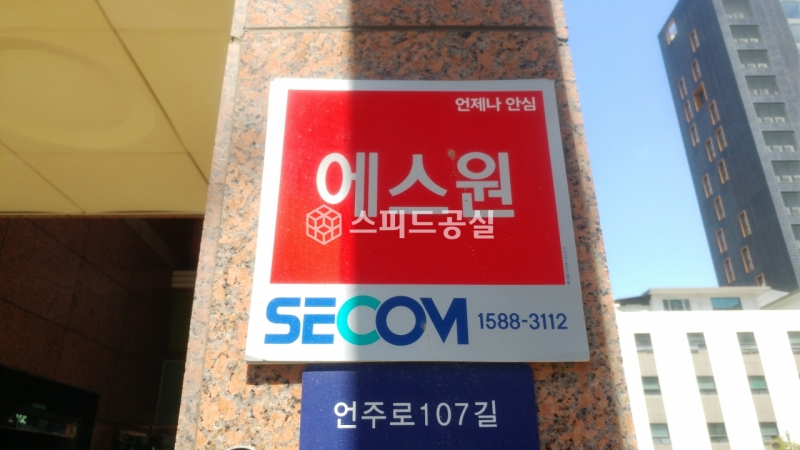 언제나 안심
에스원
스피드공실
SECOM 1588-3112
언주로107길